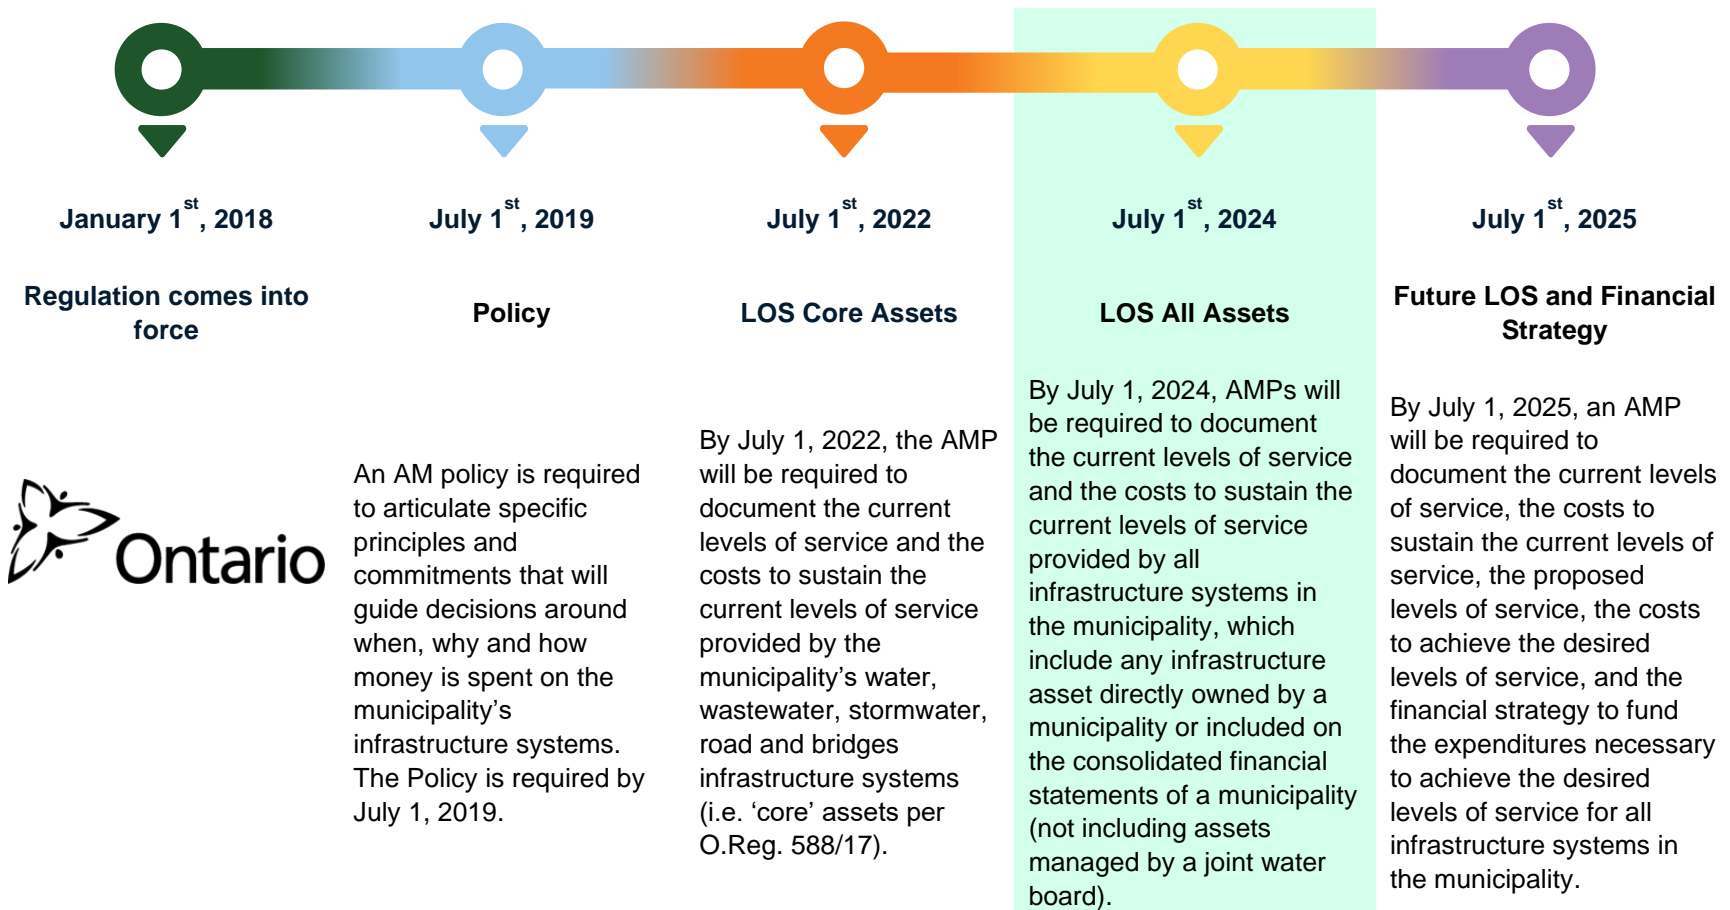 January 1st, 2018
Regulation comes into
force
Ontario
July 1st, 2019
Policy
An AM policy is required
to articulate specific
principles and
commitments that will
guide decisions around
when, why and how
money is spent on the
municipality's
infrastructure systems.
The Policy is required by
July 1, 2019.
July 1st, 2022
LOS Core Assets
By July 1, 2022, the AMP
will be required to
document the current
levels of service and the
costs to sustain the
current levels of service
provided by the
municipality's water,
wastewater, stormwater,
road and bridges
infrastructure systems
(i.e. 'core' assets per
O.Reg. 588/17).
July 1st, 2024
LOS All Assets
By July 1, 2024, AMPs will
be required to document
the current levels of service
and the costs to sustain the
current levels of service
provided by all
infrastructure systems in
the municipality, which
include any infrastructure
asset directly owned by a
municipality or included on
the consolidated financial
statements of a municipality
(not including assets
managed by a joint water
board).
July 1st, 2025
Future LOS and Financial
Strategy
By July 1, 2025, an AMP
will be required to
document the current levels
of service, the costs to
sustain the current levels of
service, the proposed
levels of service, the costs
to achieve the desired
levels of service, and the
financial strategy to fund
the expenditures necessary
to achieve the desired
levels of service for all
infrastructure systems in
the municipality.